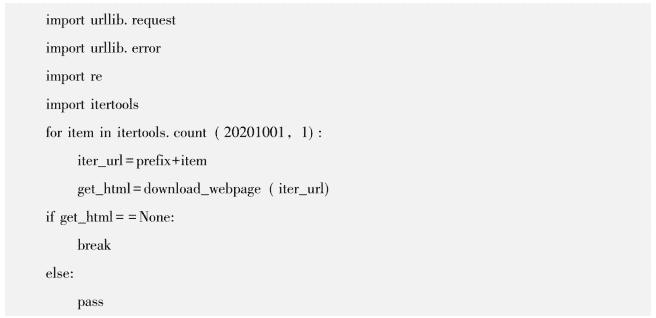 import urllib. request
import urllib. error
import re
import itertools
for item in itertools. count ( 20201001, 1) :
iter_url=prefix+item
get_html=download_webpage ( iter_url)
if get_html= =None:
break
else:
pass